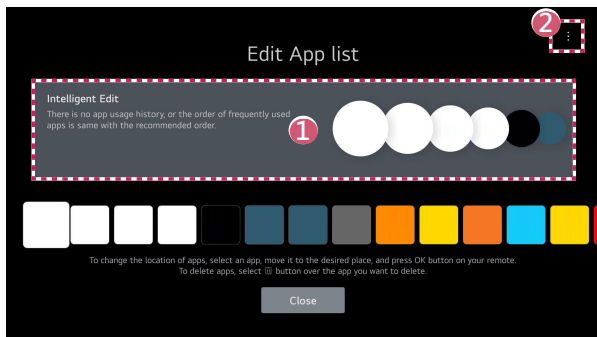 2
Edit App list
Intelligent Edit
There is no app usage history, or the order of frequently used
apps is same with the recommended order.
1
To change the location of apps, select an app, move it to the desired place, and press OK button on your remote.
To delete apps, select button over the app you want to delete.
Close